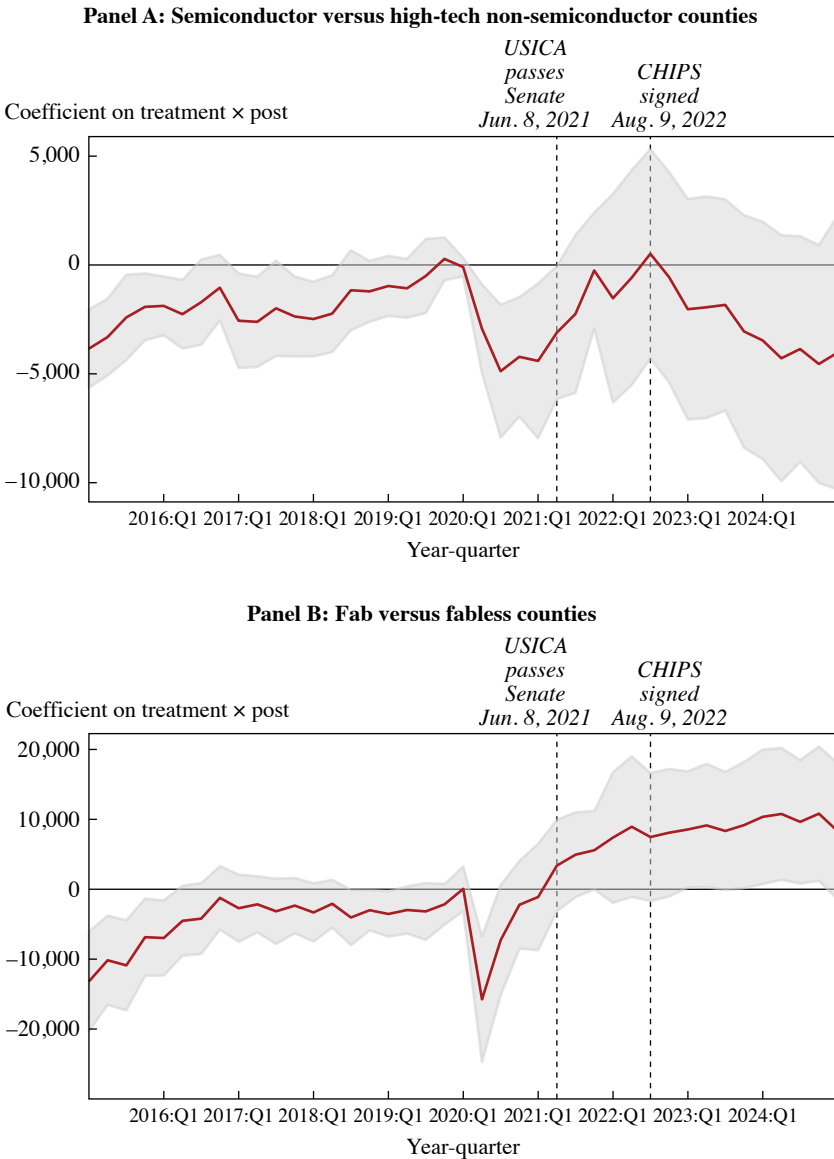 Panel A: Semiconductor versus high-tech non-semiconductor counties
USICA
passes
Senate
Jun. 8, 2021
CHIPS
signed
Aug. 9, 2022
Coefficient on treatment × post
5,000
0
–5,000
–10,000
2016:Q1 2017:Q1 2018:Q1 2019:Q1 2020:Q1 2021:Q1 2022:Q1 2023:Q1 2024:Q1
Year-quarter
Panel B: Fab versus fabless counties
USICA
passes
Senate
Jun. 8, 2021
CHIPS
signed
Aug. 9, 2022
Coefficient on treatment × post
20,000
10,000
0
–10,000
–20,000
2016:Q1 2017:Q1 2018:Q1 2019:Q1 2020:Q1 2021:Q1 2022:Q1 2023:Q1 2024:Q1
Year-quarter